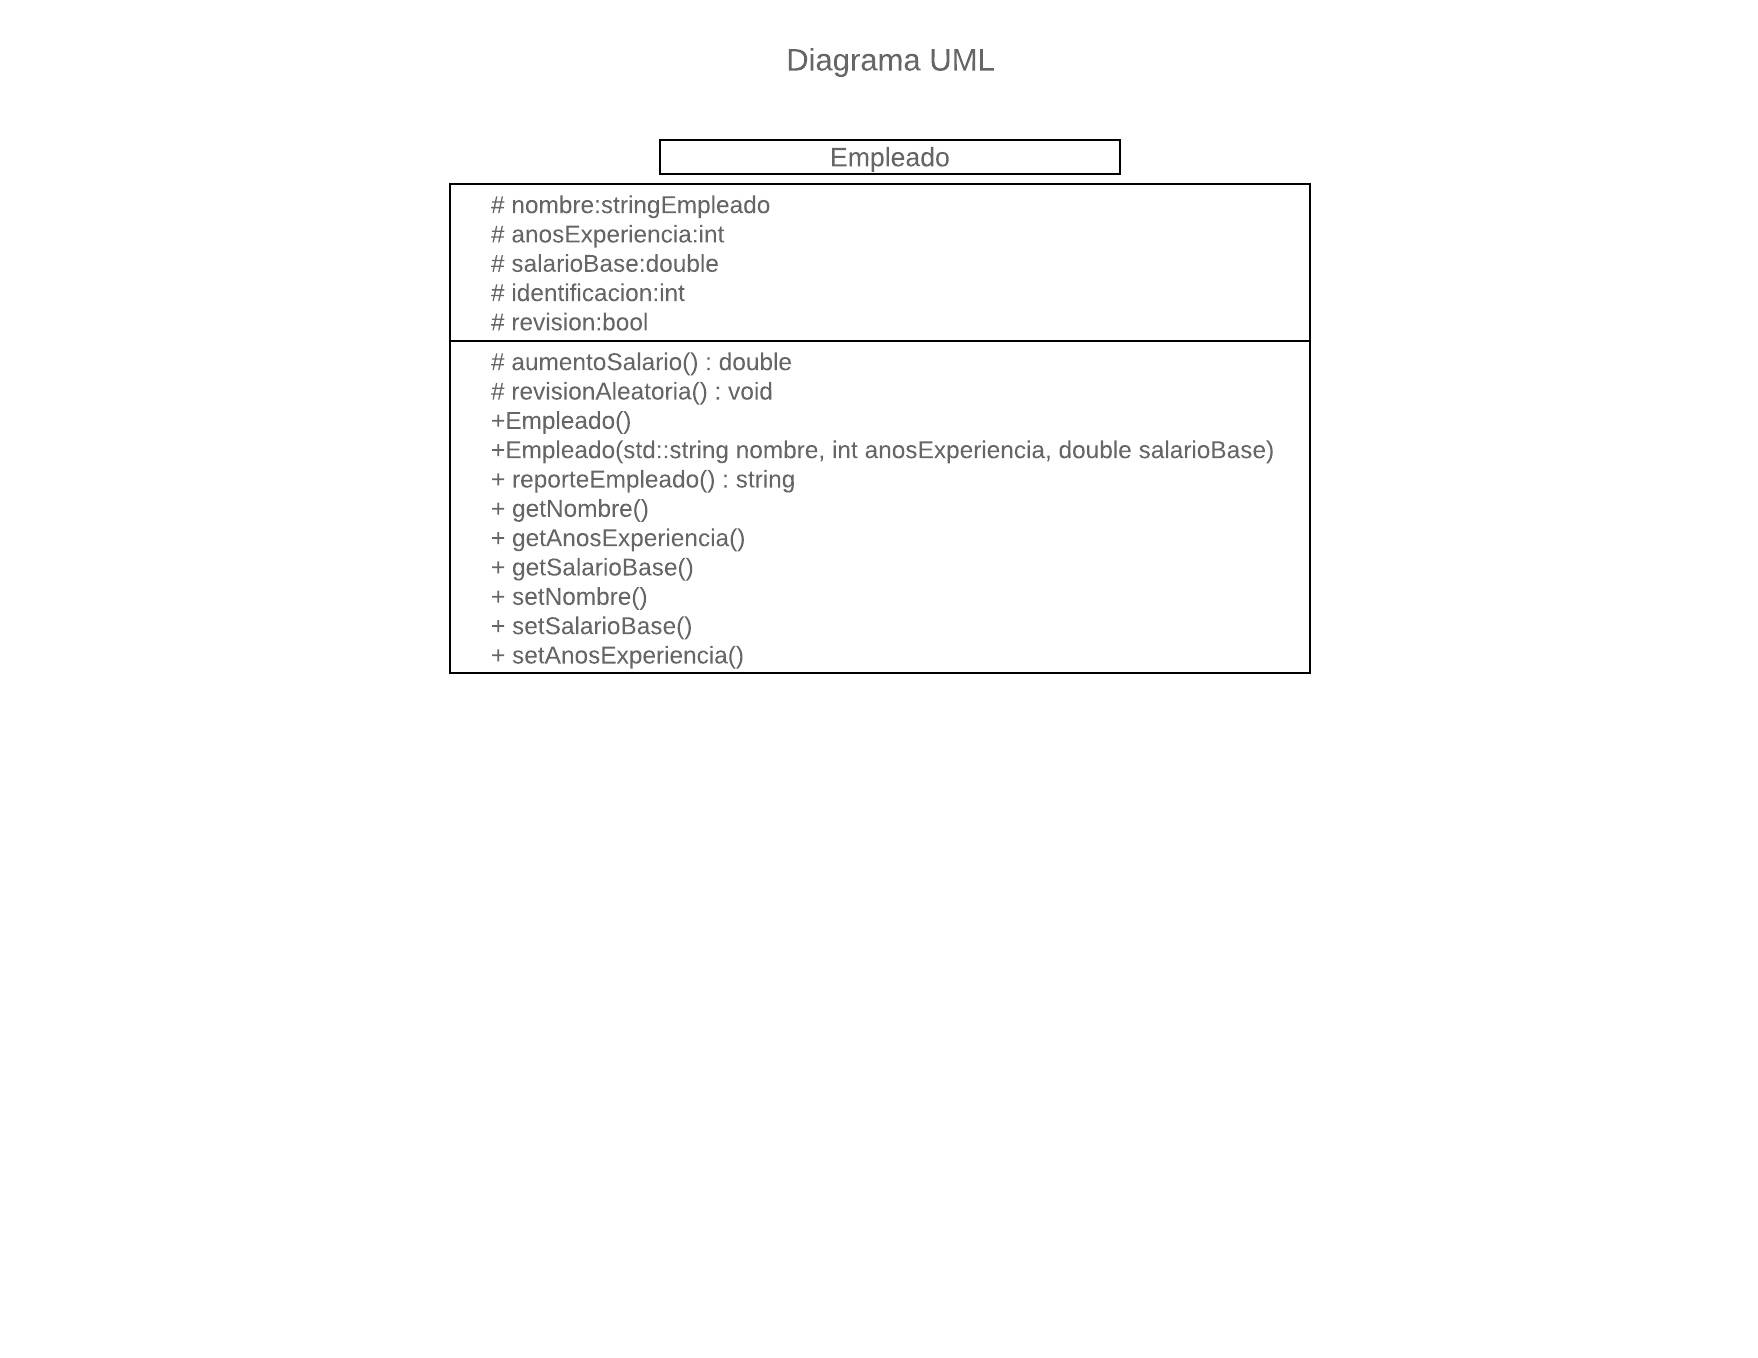 Diagrama UML
Empleado
# nombre:stringEmpleado
# anosExperiencia:int
# salarioBase:double
# identificacion:int
# revision:bool
# aumentoSalario() : double
# revisionAleatoria() : void
+Empleado()
+Empleado(std::string nombre, int anosExperiencia, double salarioBase)
+ reporteEmpleado() : string
+ getNombre()
+ getAnosExperiencia()
+ getSalarioBase()
+ setNombre()
+ setSalarioBase()
+ setAnosExperiencia()